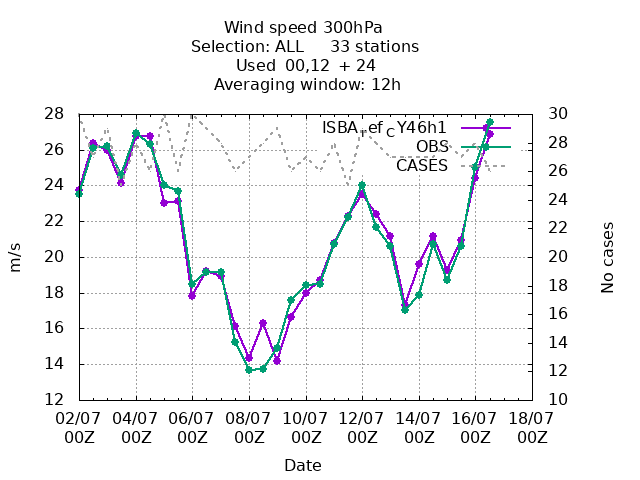 Wind speed 300hPa
Selection: ALL 33 stations
Used 00,12 + 24
Averaging window: 12h
28 30
ISBA_ref_CY46h1
26 28
OBS
CASES
24 26
22 24
20 22
18 20
16 18
14 16
12 14
12
10
m/s
No cases
02/07 04/07 06/07 08/07 10/07 12/07 14/07 16/07 18/07
00Z 00Z 00Z 00Z 00Z 00Z 00Z 00Z 00Z
Date